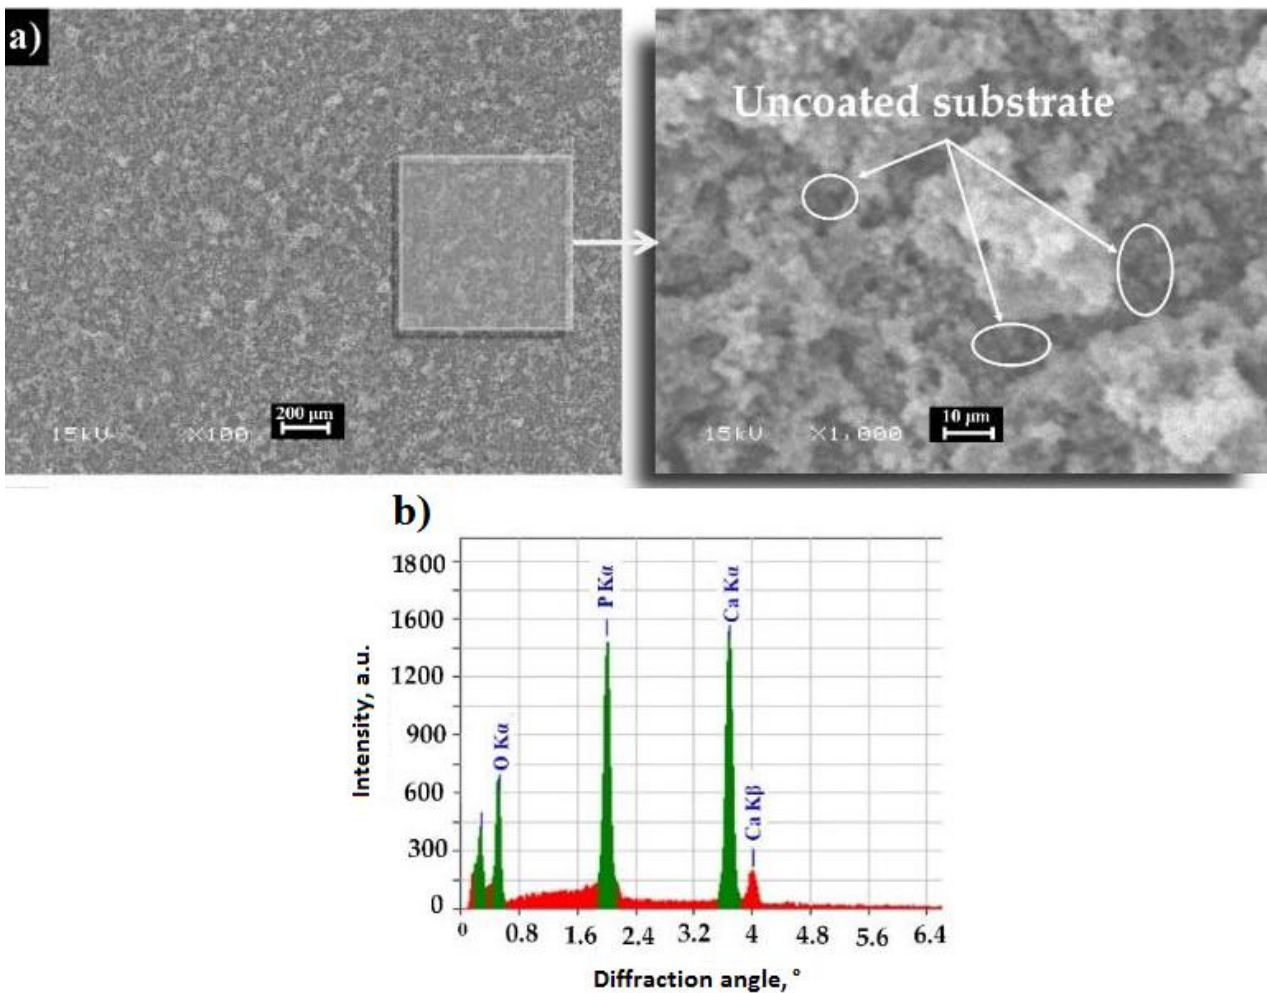 a)
Uncoated substrate
200 μm
15kV X100
10 μm
15kV X1,000
b)
1800
1600
1200
900
600
300
0
Intensity, a.u.
O Kα
P Kα
Ca Kα
Ca Kβ
0 0.8 1.6 2.4 3.2 4 4.8 5.6 6.4
Diffraction angle, °